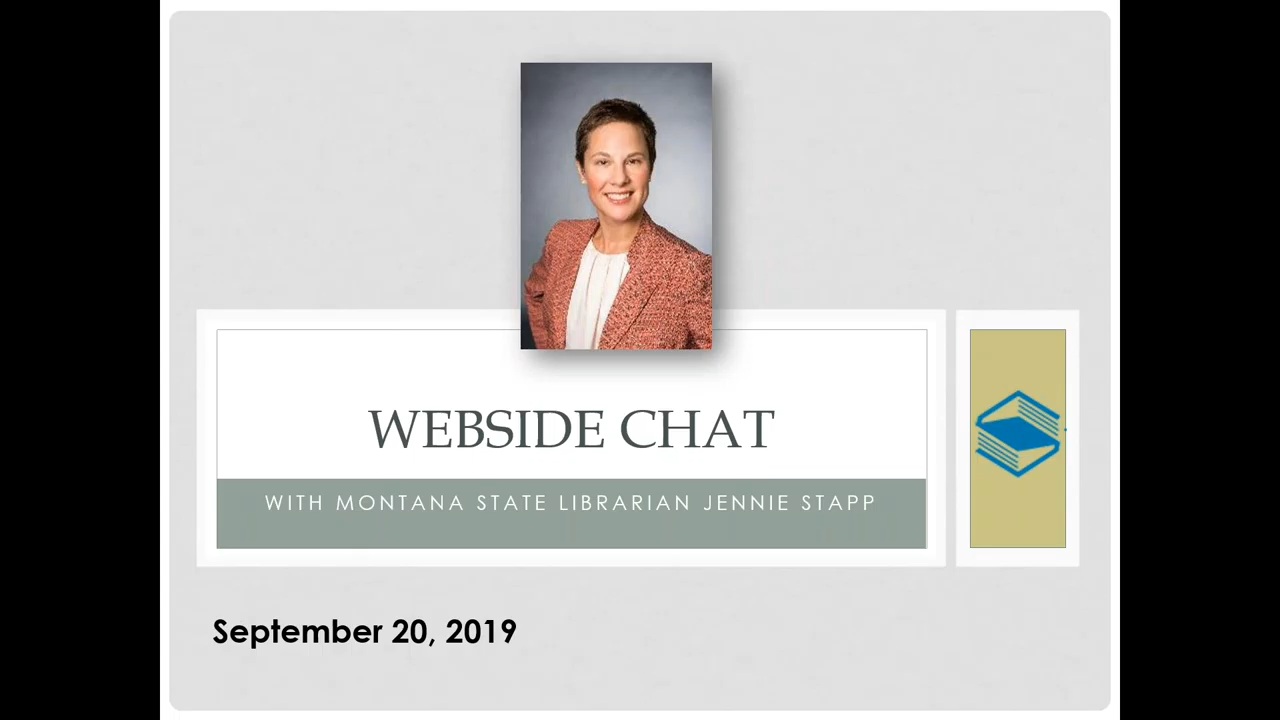 WEBSIDE CHAT
WITH MONTANA STATE LIBRARIAN JENNIE STAPP
September 20, 2019